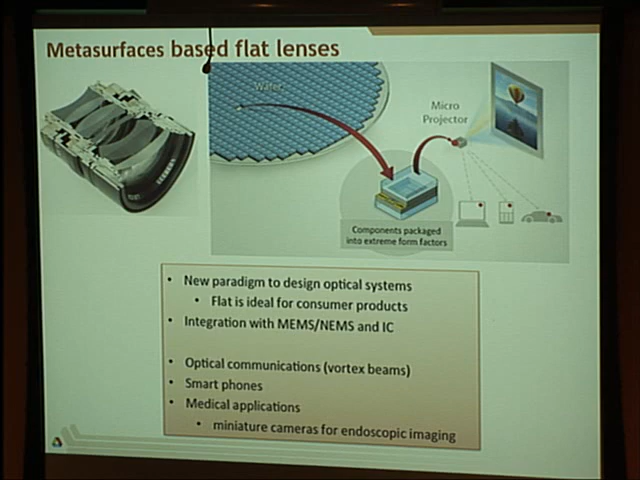 Metasurfaces based flat lenses
Wafer
Micro
Projector
Components packaged
into extreme form factors
• New paradigm to design optical systems
• Flat is ideal for consumer products
• Integration with MEMS/NEMS and IC
• Optical communications (vortex beams)
• Smart phones
• Medical applications
• miniature cameras for endoscopic imaging